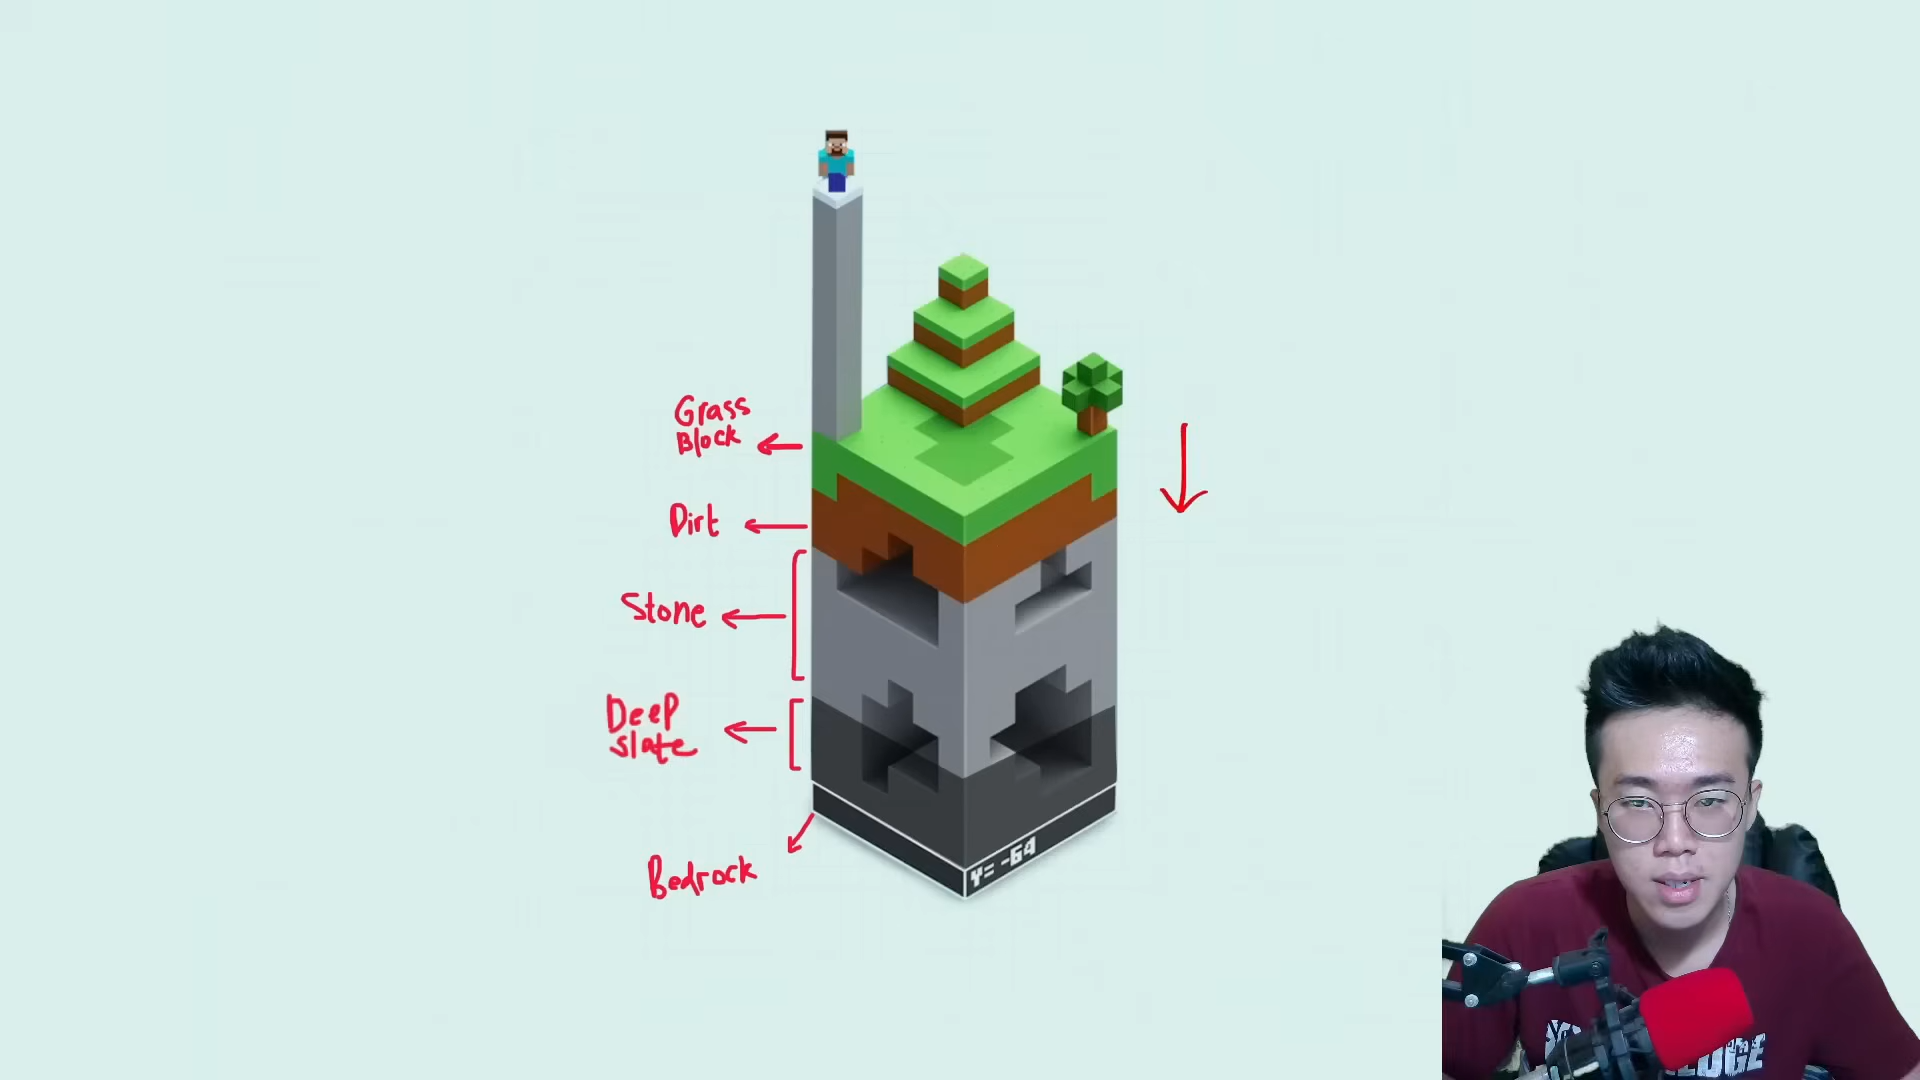 Grass
Block
Dirt
Stone
Deep
slate
Bedrock
Y= -64